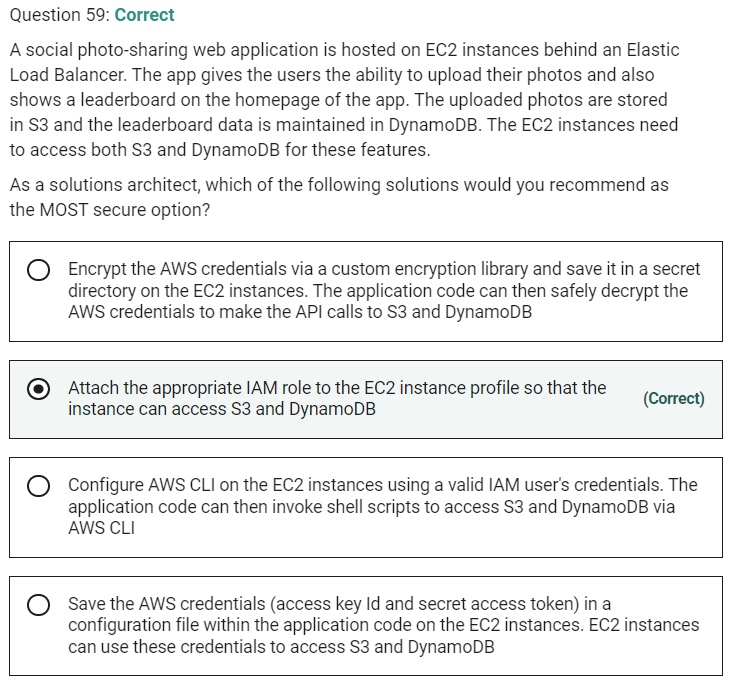 Question 59: Correct
A social photo-sharing web application is hosted on EC2 instances behind an Elastic
Load Balancer. The app gives the users the ability to upload their photos and also
shows a leaderboard on the homepage of the app. The uploaded photos are stored
in S3 and the leaderboard data is maintained in DynamoDB. The EC2 instances need
to access both S3 and DynamoDB for these features.
As a solutions architect, which of the following solutions would you recommend as
the MOST secure option?
Encrypt the AWS credentials via a custom encryption library and save it in a secret
directory on the EC2 instances. The application code can then safely decrypt the
AWS credentials to make the API calls to S3 and DynamoDB
Attach the appropriate IAM role to the EC2 instance profile so that the
instance can access S3 and DynamoDB
(Correct)
Configure AWS CLI on the EC2 instances using a valid IAM user's credentials. The
application code can then invoke shell scripts to access S3 and DynamoDB via
AWS CLI
Save the AWS credentials (access key Id and secret access token) in a
configuration file within the application code on the EC2 instances. EC2 instances
can use these credentials to access S3 and DynamoDB